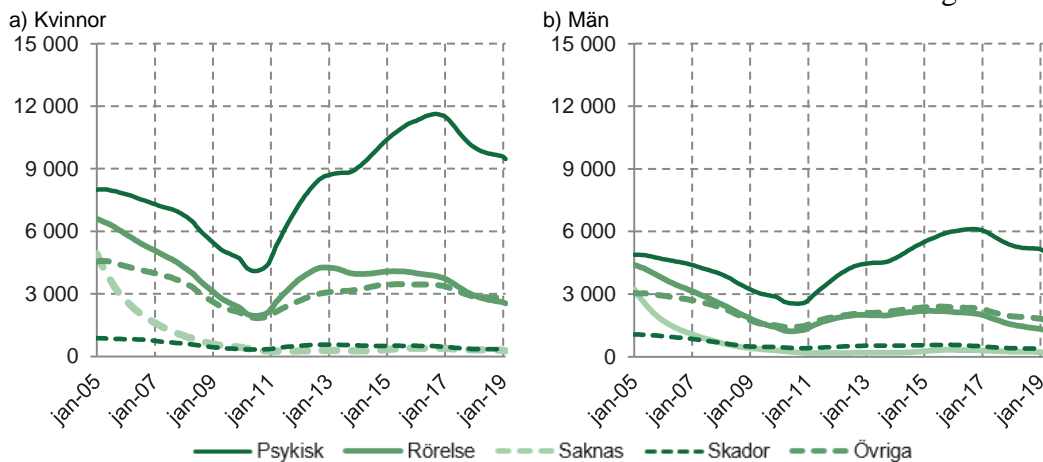 a) Kvinnor
15 000
12 000
9 000
6 000
3 000
0
jan-05
jan-07
jan-09
jan-11
jan-13
jan-15
jan-17
jan-19
b) Män
15 000
12 000
9 000
6 000
3 000
0
jan-05
jan-07
jan-09
jan-11
jan-13
jan-15
jan-17
jan-19
Psykisk Rörelse Saknas Skador Övriga